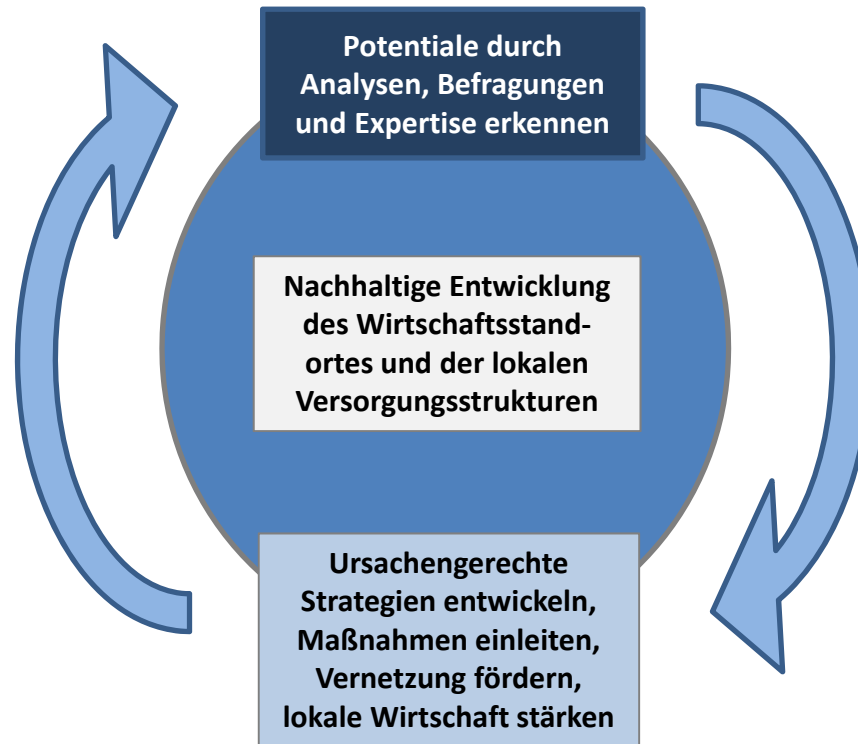 Potentiale durch
Analysen, Befragungen
und Expertise erkennen
Nachhaltige Entwicklung
des Wirtschaftsstand-
ortes und der lokalen
Versorgungsstrukturen
Ursachengerechte
Strategien entwickeln,
Maßnahmen einleiten,
Vernetzung fördern,
lokale Wirtschaft stärken